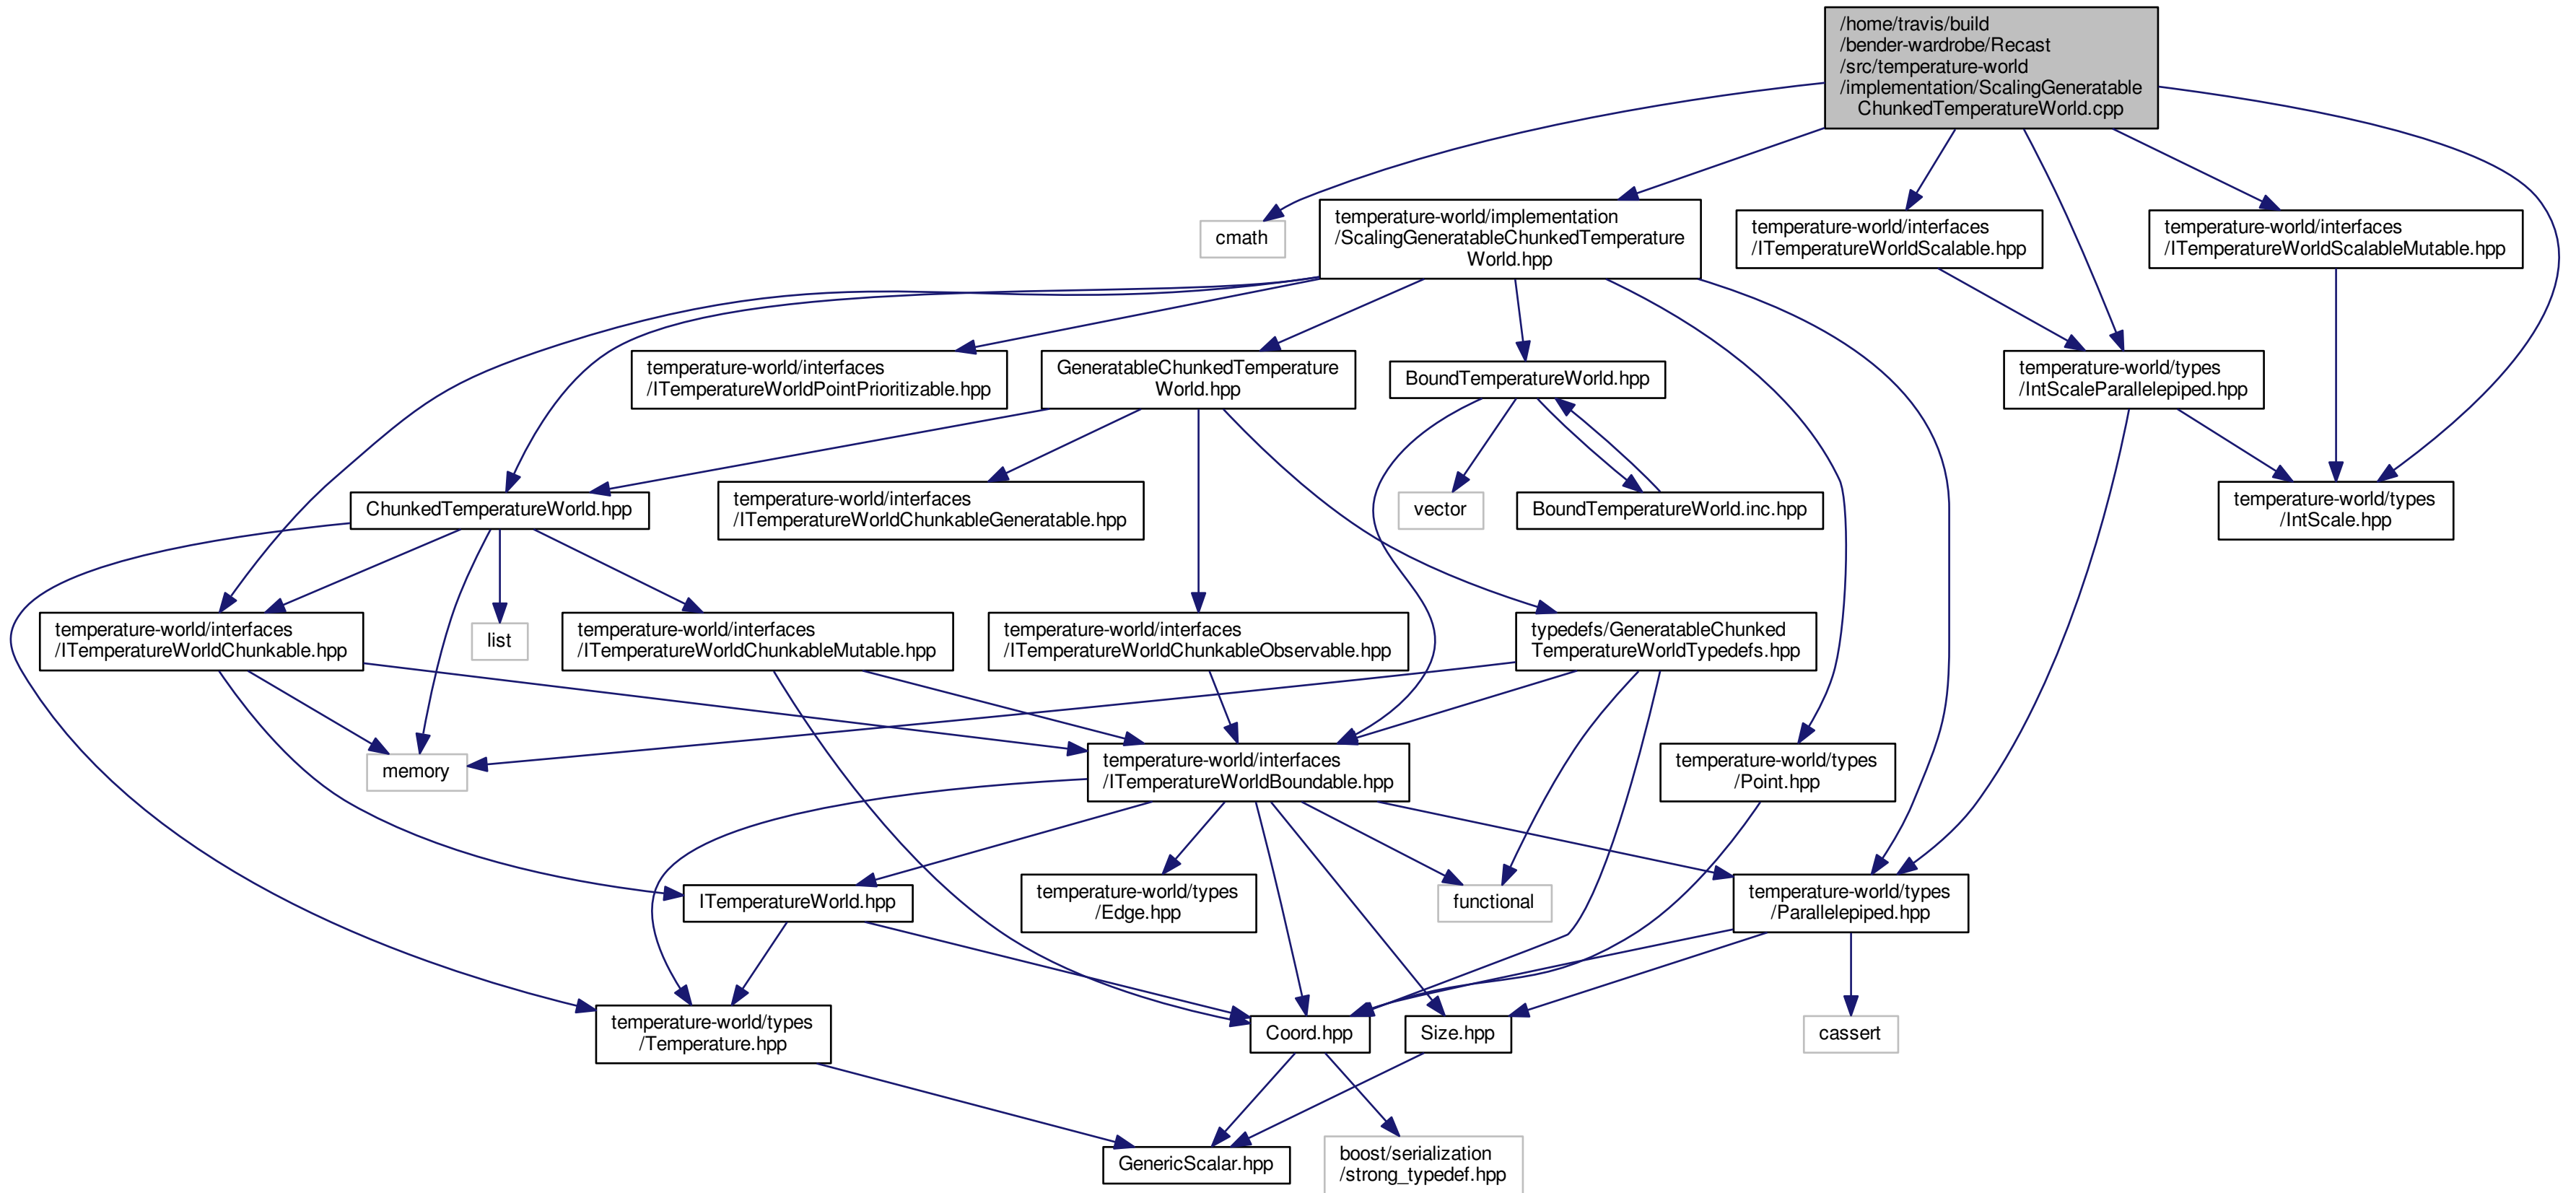 /home/travis/build
/bender-wardrobe/Recast
/src/temperature-world
/implementation/ScalingGeneratable
ChunkedTemperatureWorld.cpp
cmath
temperature-world/implementation
/ScalingGeneratableChunkedTemperature
World.hpp
temperature-world/interfaces
/ITemperatureWorldScalable.hpp
temperature-world/interfaces
/ITemperatureWorldScalableMutable.hpp
temperature-world/interfaces
/ITemperatureWorldPointPrioritizable.hpp
GeneratableChunkedTemperature
World.hpp
BoundTemperatureWorld.hpp
temperature-world/types
/IntScaleParallelepiped.hpp
ChunkedTemperatureWorld.hpp
temperature-world/interfaces
/ITemperatureWorldChunkableGeneratable.hpp
vector
BoundTemperatureWorld.inc.hpp
temperature-world/types
/IntScale.hpp
temperature-world/interfaces
/ITemperatureWorldChunkable.hpp
list
temperature-world/interfaces
/ITemperatureWorldChunkableMutable.hpp
temperature-world/interfaces
/ITemperatureWorldChunkableObservable.hpp
typedefs/GeneratableChunked
TemperatureWorldTypedefs.hpp
memory
temperature-world/interfaces
/ITemperatureWorldBoundable.hpp
temperature-world/types
/Point.hpp
ITemperatureWorld.hpp
temperature-world/types
/Edge.hpp
functional
temperature-world/types
/Parallelepiped.hpp
temperature-world/types
/Temperature.hpp
Coord.hpp
Size.hpp
cassert
GenericScalar.hpp
boost/serialization
/strong_typedef.hpp